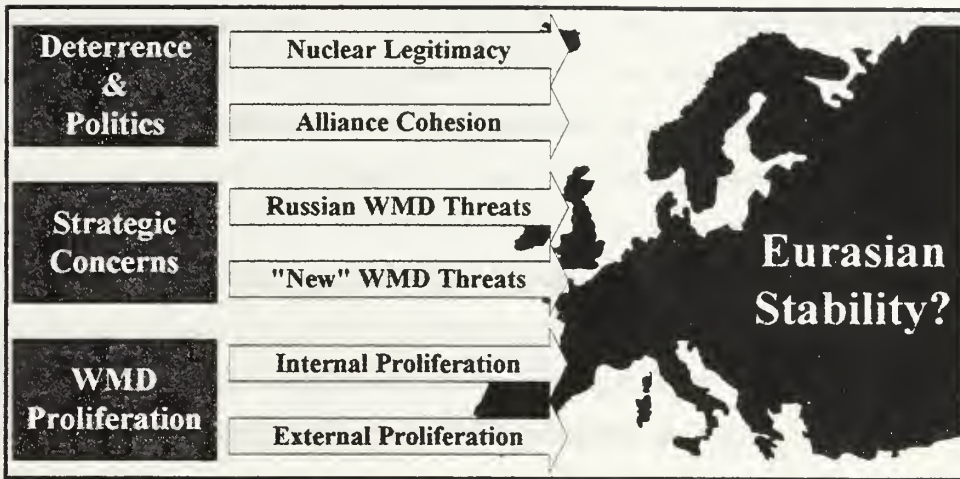 Deterrence
&
Politics
Nuclear Legitimacy
Alliance Cohesion
Strategic
Concerns
Russian WMD Threats
"New" WMD Threats
WMD
Proliferation
Internal Proliferation
External Proliferation
Eurasian
Stability?